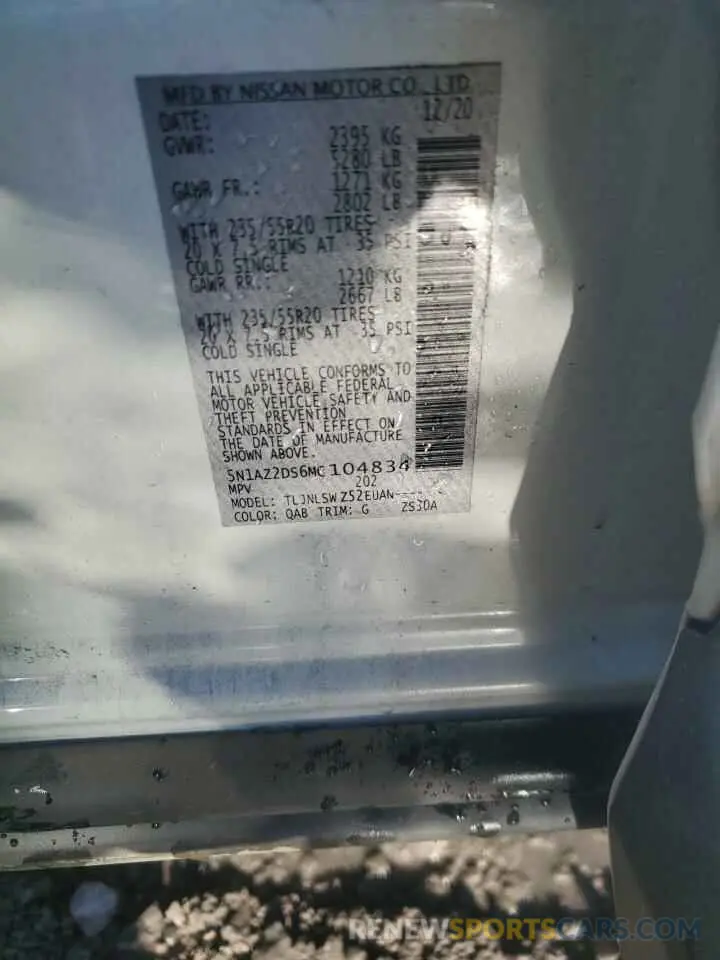 MFD BY NISSAN MOTOR CO., LTD
DATE: 12/20
GVWR: 2395 KG
5280 LB
GAWR FR.: 1271 KG
2802 LB
WITH 235/55R20 TIRES
20 X 7.5 RIMS AT 35 PSI
COLD SINGLE
GAWR RR.: 1210 KG
2667 LB
WITH 235/55R20 TIRES
20 X 7.5 RIMS AT 35 PSI
COLD SINGLE
THIS VEHICLE CONFORMS TO
ALL APPLICABLE FEDERAL
MOTOR VEHICLE SAFETY AND
THEFT PREVENTION
STANDARDS IN EFFECT ON
THE DATE OF MANUFACTURE
SHOWN ABOVE.
5N1AZ2DS6MC104834
MPV 202
MODEL: TLJNLSW Z52EUAN----
COLOR: QAB TRIM: G ZS30A
RENEWSPORTSCARS.COM